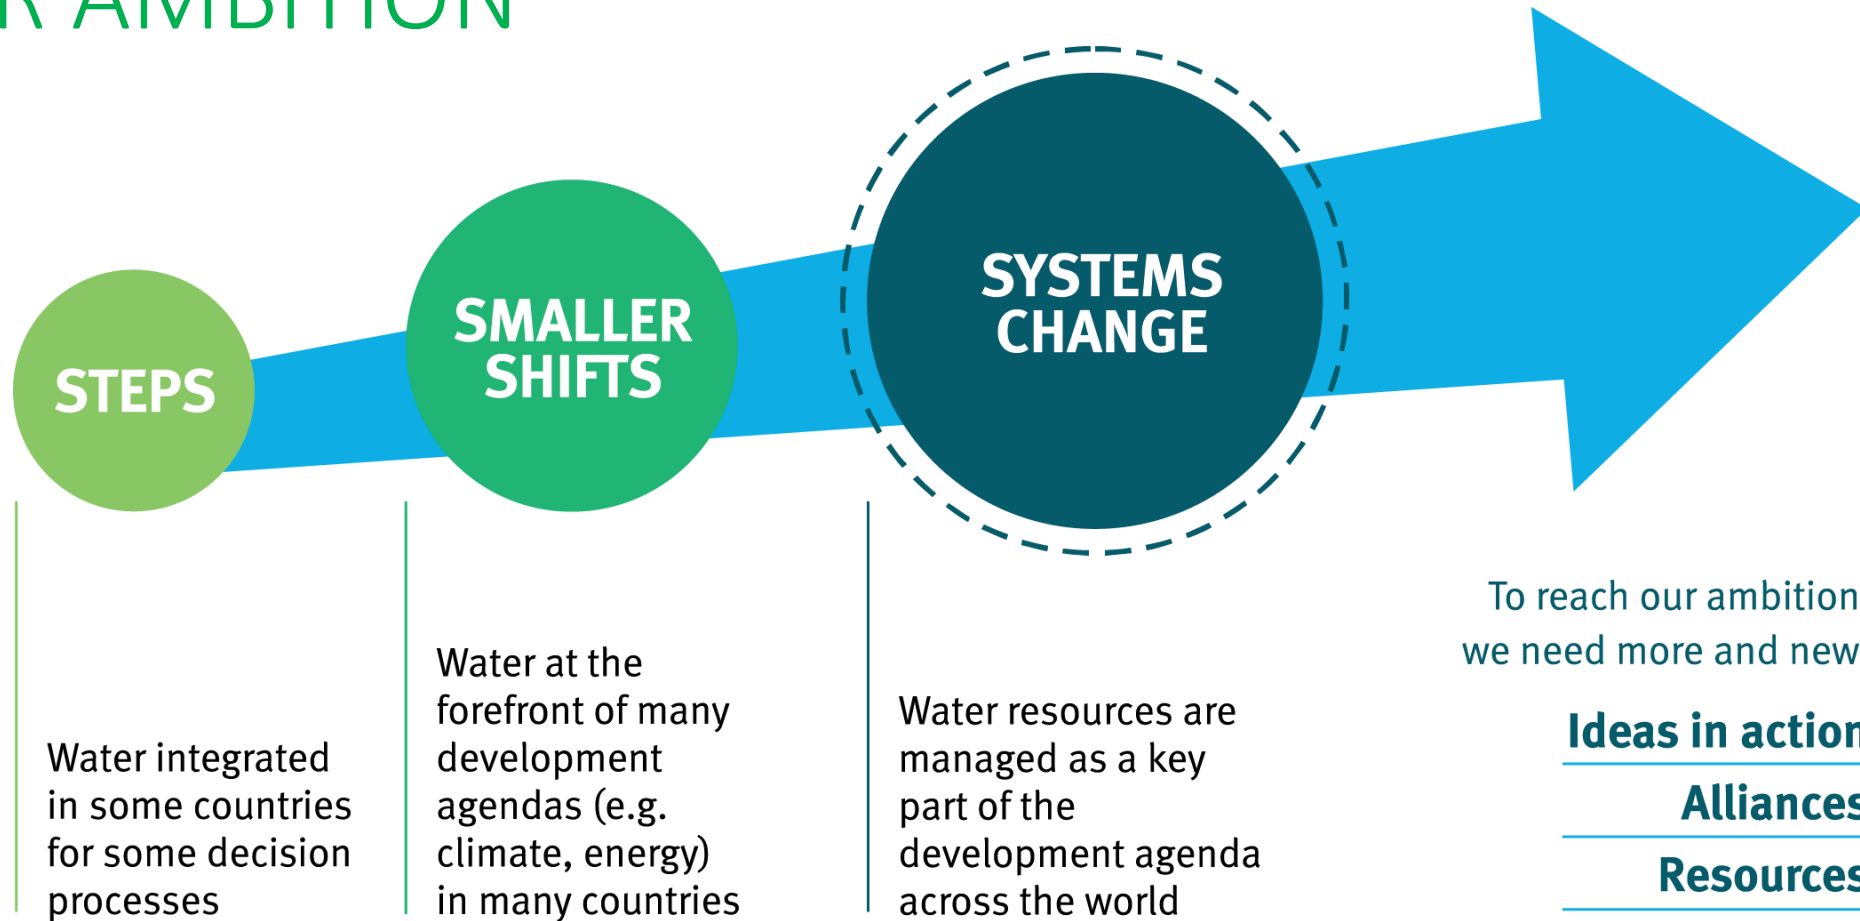 R AMBITION
STEPS
SMALLER
SHIFTS
SYSTEMS
CHANGE
Water integrated
in some countries
for some decision
processes
Water at the
forefront of many
development
agendas (e.g.
climate, energy)
in many countries
Water resources are
managed as a key
part of the
development agenda
across the world
To reach our ambition
we need more and new
Ideas in action
Alliances
Resources